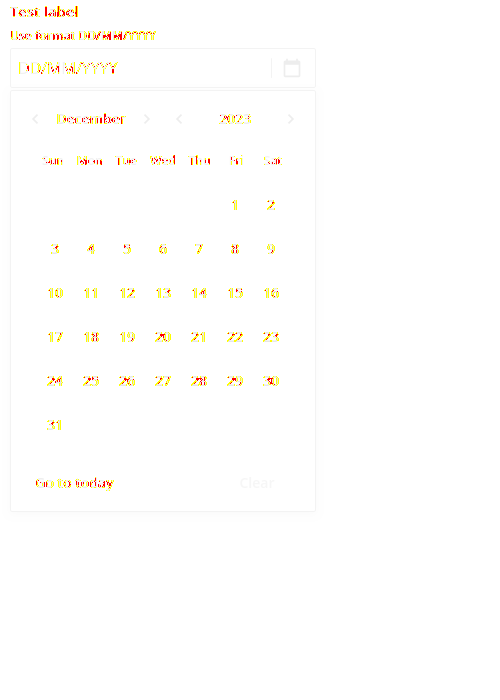 Test label
Use format DD/MM/YYYY
DD/MM/YYYY
December 2023
Sun Mon Tue Wed Thu Fri Sat
1 2
3 4 5 6 7 8 9
10 11 12 13 14 15 16
17 18 19 20 21 22 23
24 25 26 27 28 29 30
31
Go to today Clear